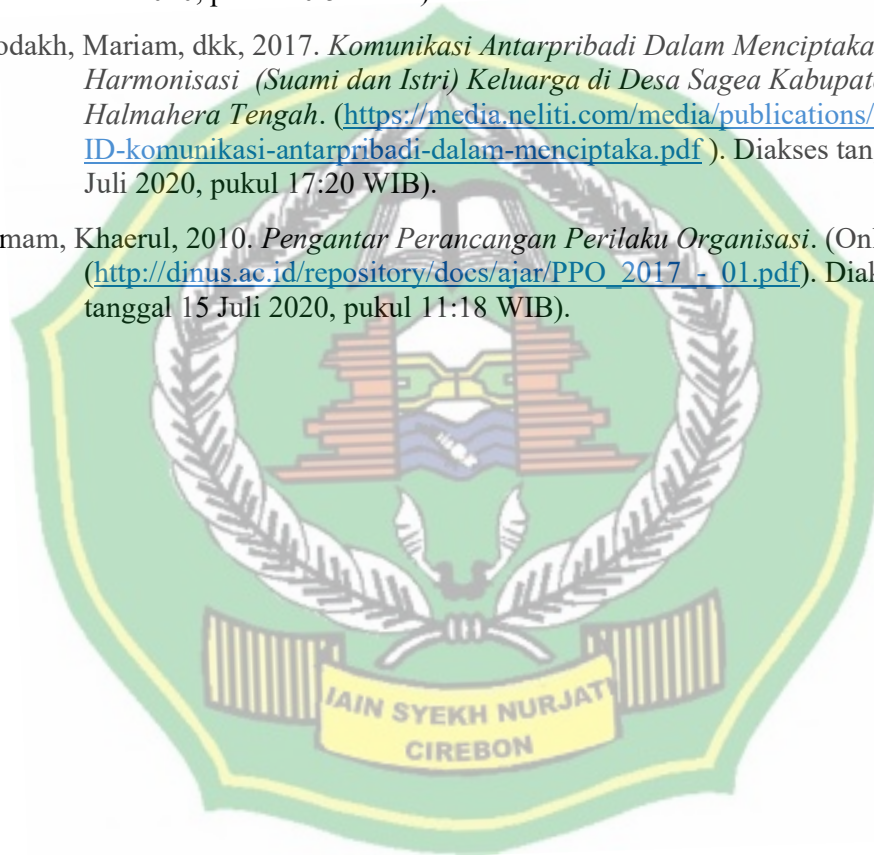 odakh, Mariam, dkk, 2017. Komunikasi Antarpribadi Dalam Menciptaka
Harmonisasi (Suami dan Istri) Keluarga di Desa Sagea Kabupat
Halmahera Tengah. (https://media.neliti.com/media/publications/
ID-komunikasi-antarpribadi-dalam-menciptaka.pdf ). Diakses tan
Juli 2020, pukul 17:20 WIB).
mam, Khaerul, 2010. Pengantar Perancangan Perilaku Organisasi. (Onl
(http://dinus.ac.id/repository/docs/ajar/PPO_2017_-_01.pdf). Diak
tanggal 15 Juli 2020, pukul 11:18 WIB).
IAIN SYEKH NURJATI
CIREBON